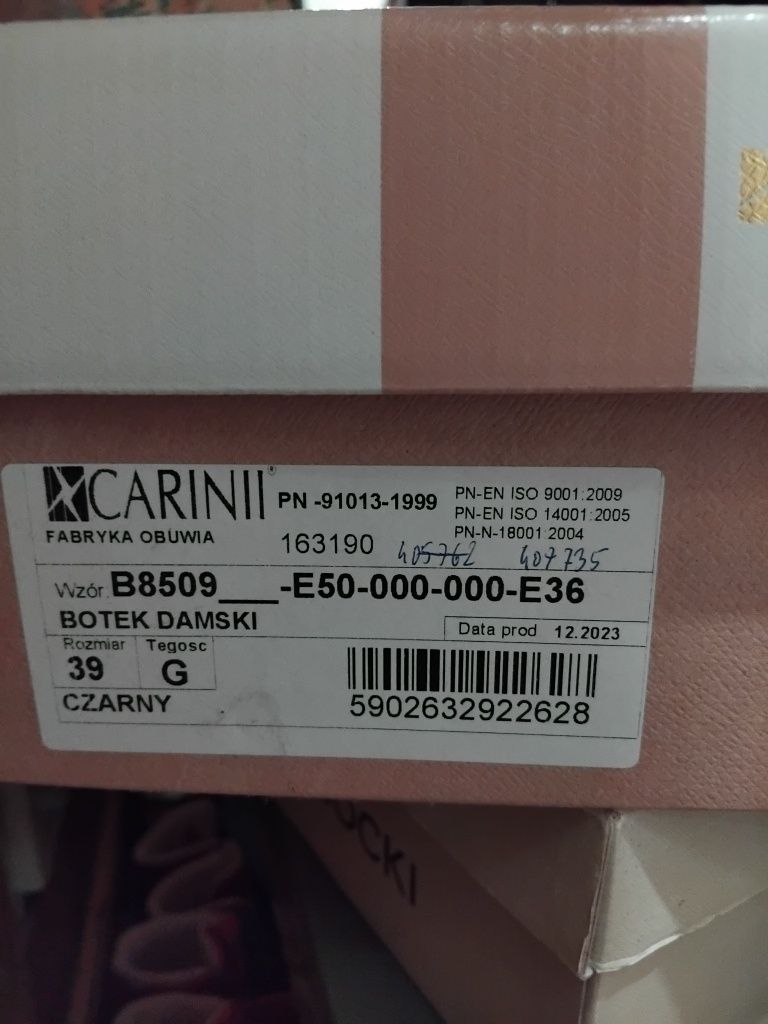 CARINII®
FABRYKA OBUWIA
PN -91013-1999
PN-EN ISO 9001:2009
PN-EN ISO 14001:2005
PN-N-18001:2004
163190 405762 407735
Wzór. B8509___-E50-000-000-E36
BOTEK DAMSKI
Data prod 12.2023
Rozmiar Tegosc
39 G
CZARNY
5902632922628
OCKI